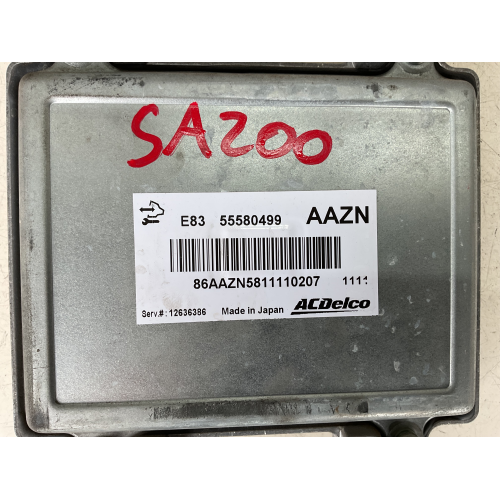 SA200
E83 55580499 AAZN
86AAZN5811110207 1111
Serv.#: 12636386 Made in Japan ACDelco